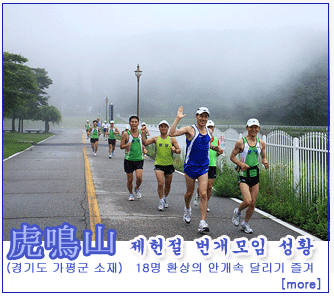 虎鳴山 제헌절 번개모임 성황
(경기도 가평군 소재) 18명 환상의 안개속 달리기 즐겨
[more]